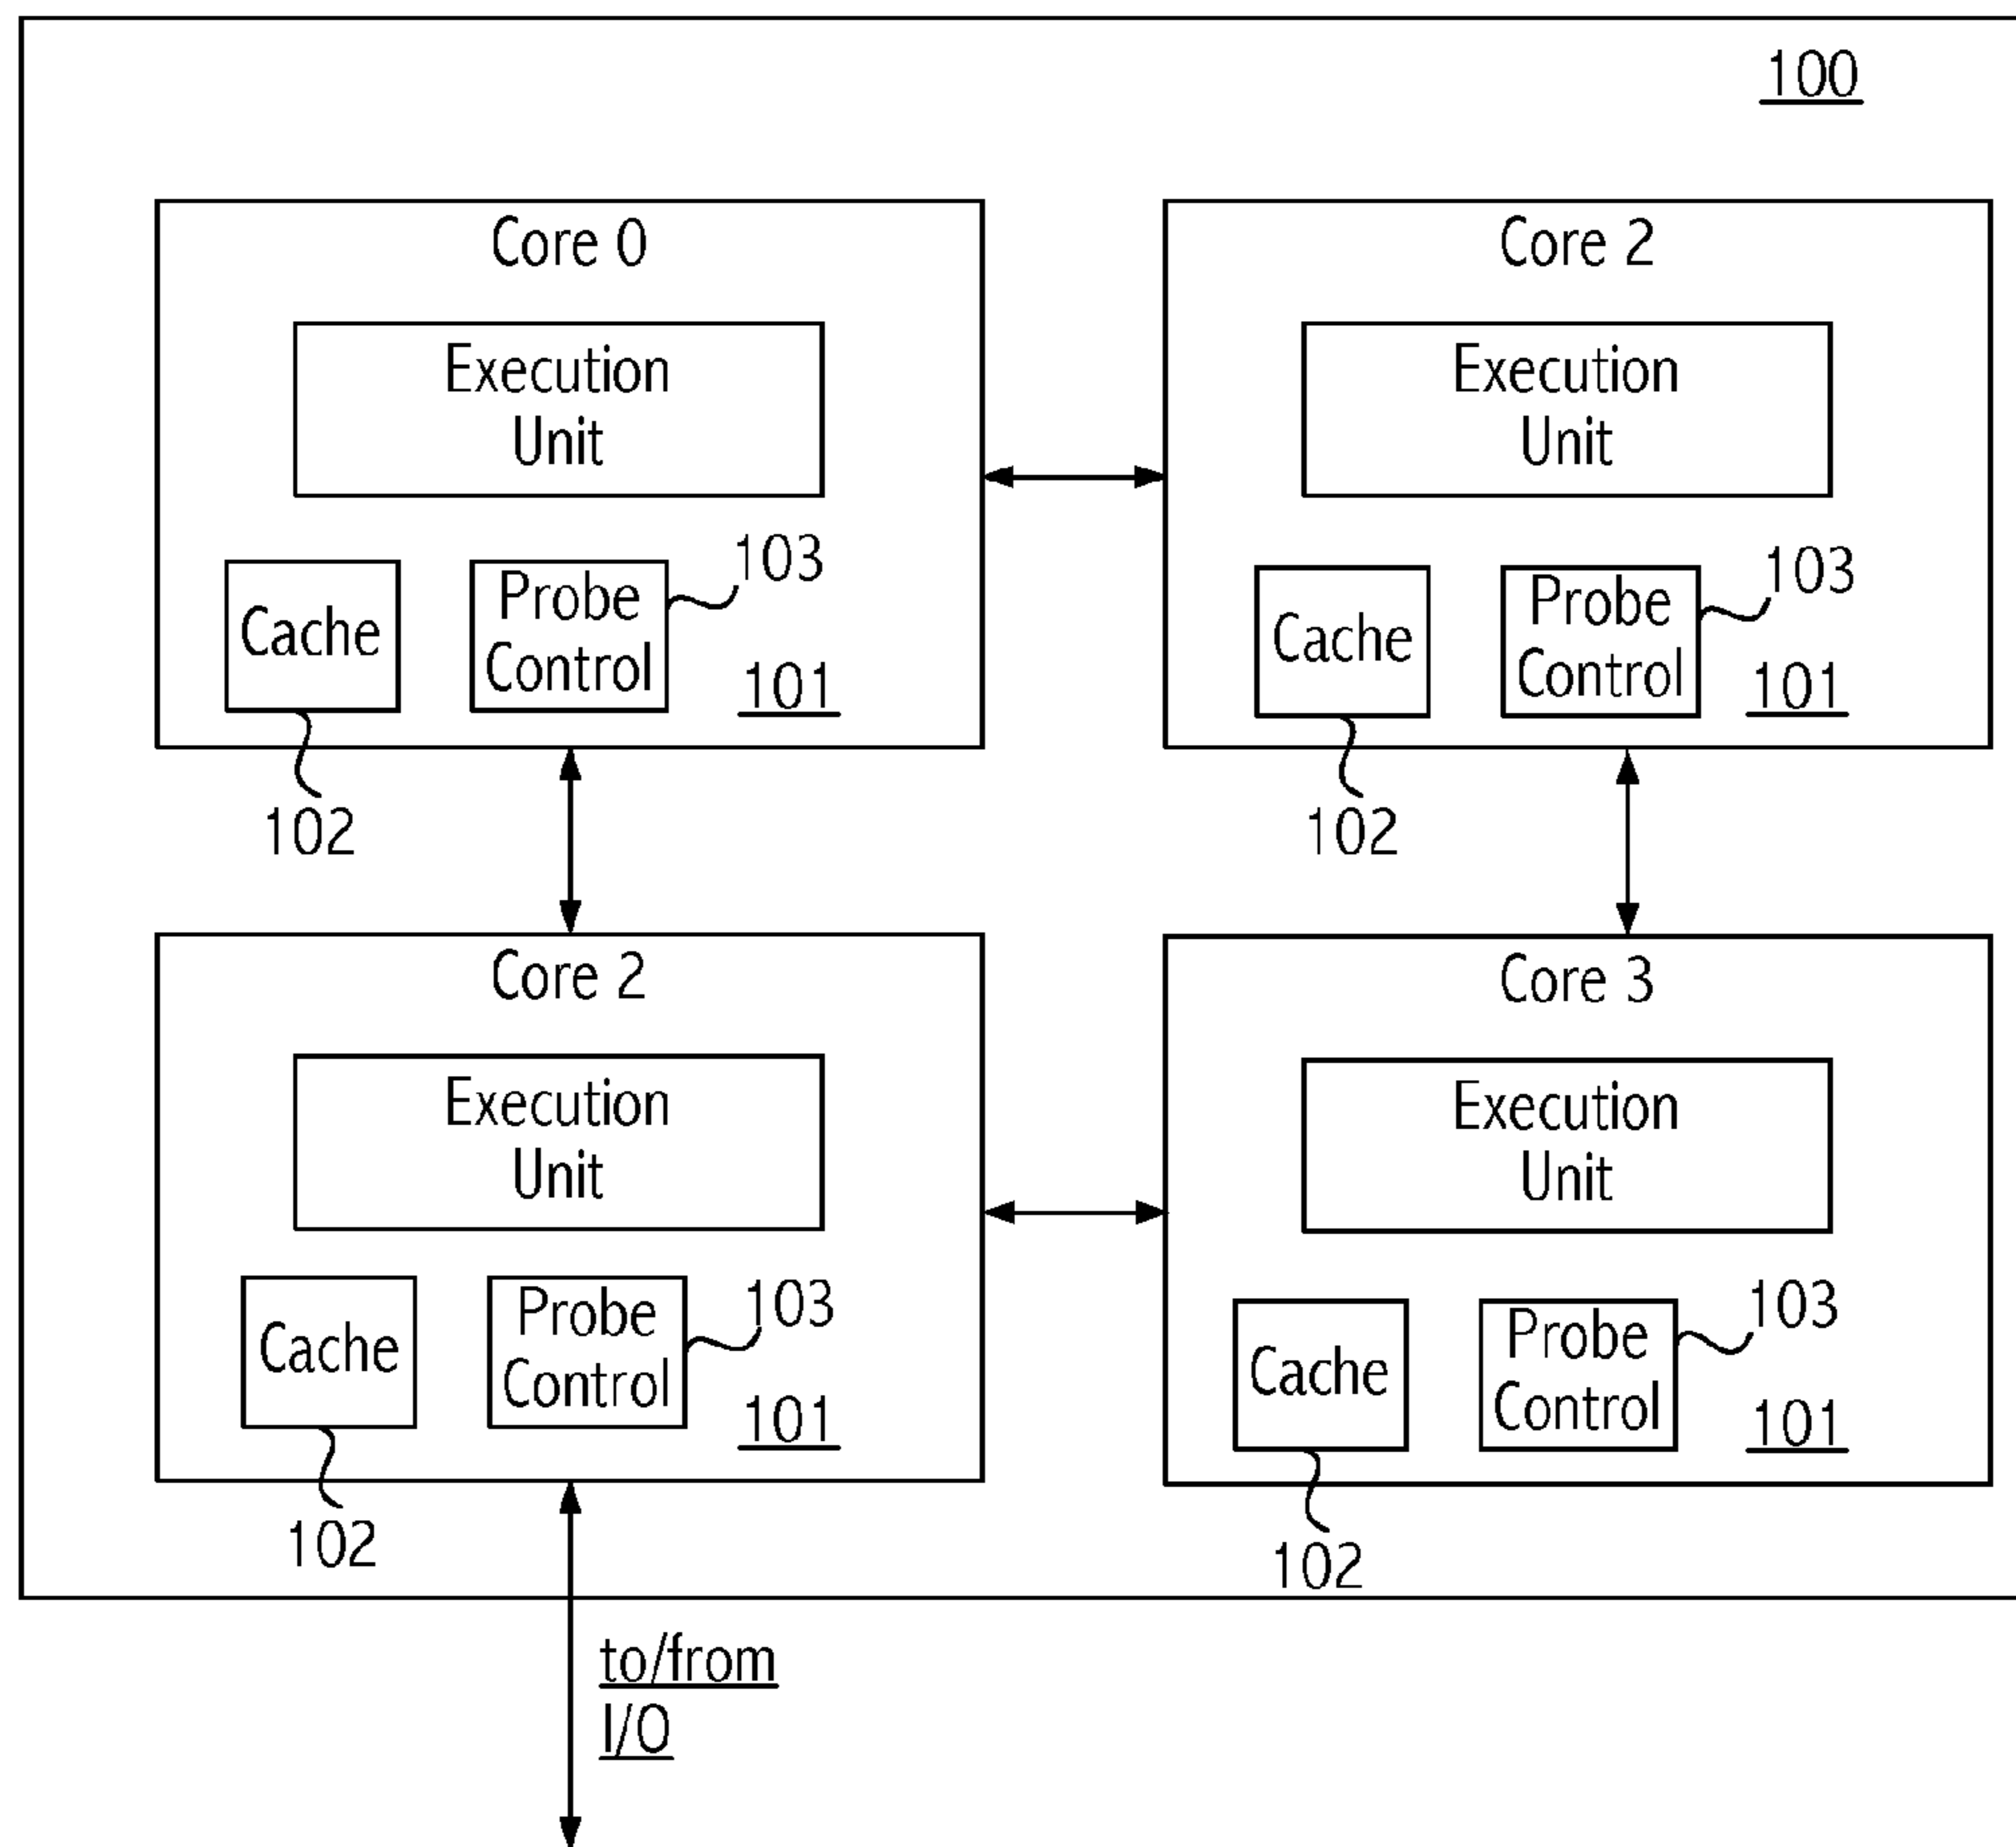 100
Core 0
Execution
Unit
Cache
Probe
Control
103
101
102
Core 2
Execution
Unit
Cache
Probe
Control
103
101
102
Core 2
Execution
Unit
Cache
Probe
Control
103
101
102
Core 3
Execution
Unit
Cache
Probe
Control
103
101
102
to/from
I/O